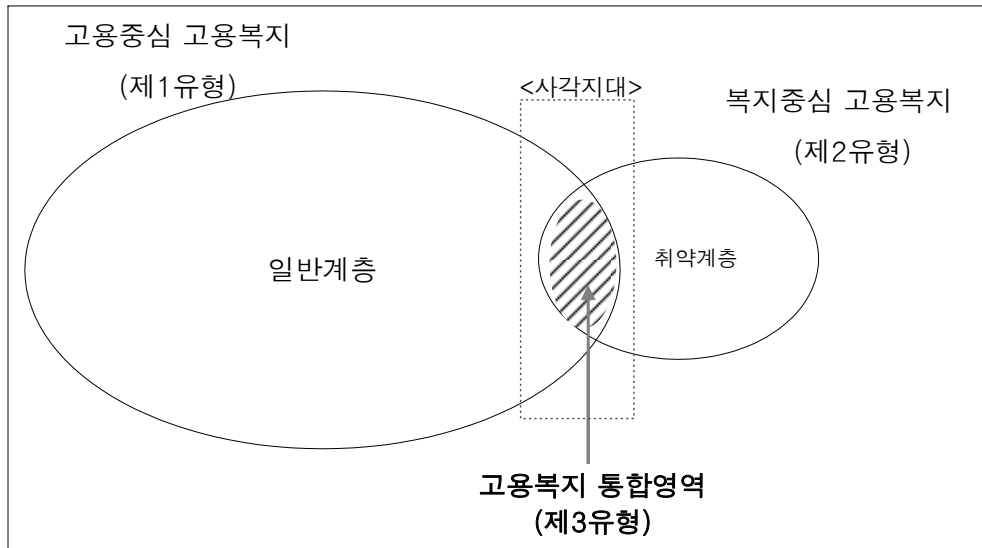 고용중심 고용복지
(제1유형)
<사각지대>
복지중심 고용복지
(제2유형)
일반계층
취약계층
고용복지 통합영역
(제3유형)